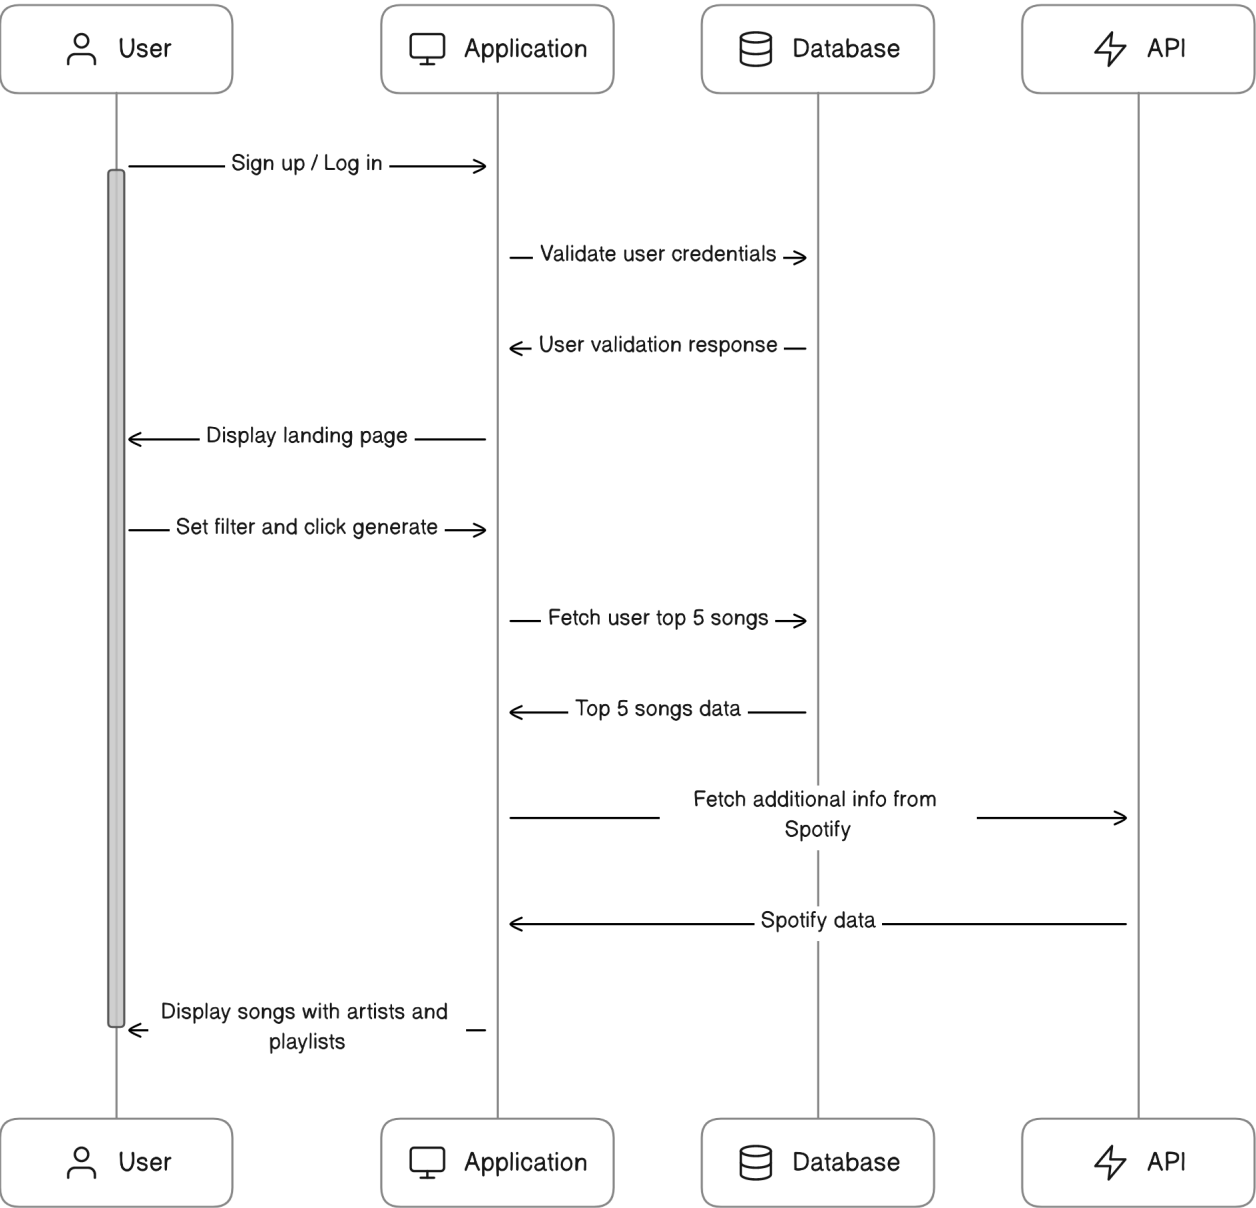 User
Application
Database
API
Sign up / Log in
Validate user credentials
User validation response
Display landing page
Set filter and click generate
Fetch user top 5 songs
Top 5 songs data
Fetch additional info from
Spotify
Spotify data
Display songs with artists and
playlists
User
Application
Database
API